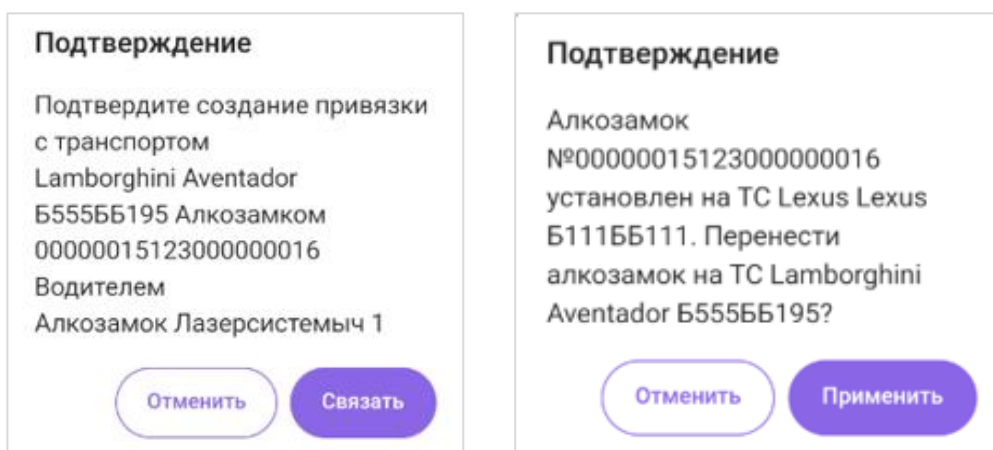 Подтверждение
Подтвердите создание привязки
с транспортом
Lamborghini Aventador
Б555ББ195 Алкозамком
00000015123000000016
Водителем
Алкозамок Лазерсистемыч 1
Отменить
Связать
Подтверждение
Алкозамок
№00000015123000000016
установлен на ТС Lexus Lexus
Б111ББ111. Перенести
алкозамок на ТС Lamborghini
Aventador Б555ББ195?
Отменить
Применить